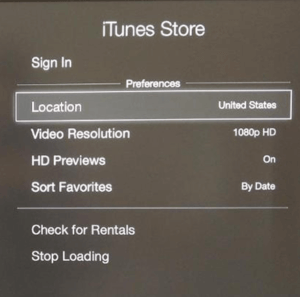 iTunes Store
Sign In
Preferences
Location United States
Video Resolution 1080p HD
HD Previews On
Sort Favorites By Date
Check for Rentals
Stop Loading